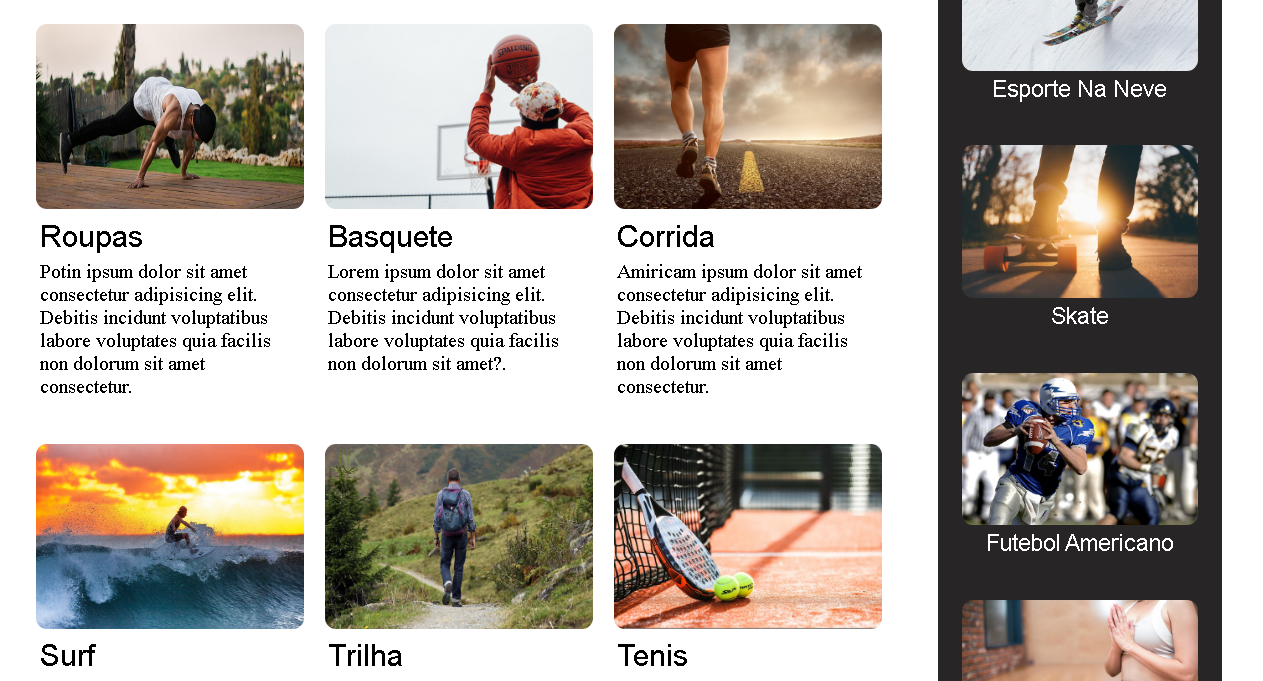 SPALDING
Roupas
Potin ipsum dolor sit amet
consectetur adipisicing elit.
Debitis incidunt voluptatibus
labore voluptates quia facilis
non dolorum sit amet
consectetur.
Basquete
Lorem ipsum dolor sit amet
consectetur adipisicing elit.
Debitis incidunt voluptatibus
labore voluptates quia facilis
non dolorum sit amet?.
Corrida
Amiricam ipsum dolor sit amet
consectetur adipisicing elit.
Debitis incidunt voluptatibus
labore voluptates quia facilis
non dolorum sit amet
consectetur.
Surf
Trilha
Tenis
Esporte Na Neve
Skate
14
Futebol Americano